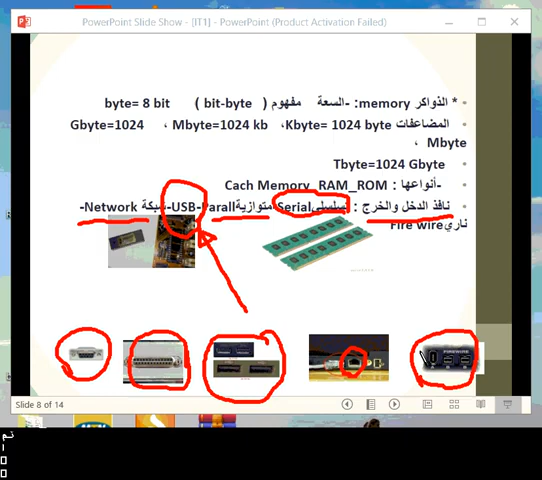 PowerPoint Slide Show - [IT1] - PowerPoint (Product Activation Failed)
* الذواكر memory: -السعة مفهوم ( bit-byte ) byte= 8 bit
المضاعفات Kbyte= 1024 byte، Mbyte=1024 kb ، Gbyte=1024 Mbyte ،
Tbyte=1024 Gbyte
-أنواعها : Cach Memory_RAM_ROM
نافذ الدخل والخرج : سلسلي Serial متوازية Parall-USB-شبكة Network-
ناري Fire wire
FIREWIRE
Slide 8 of 14